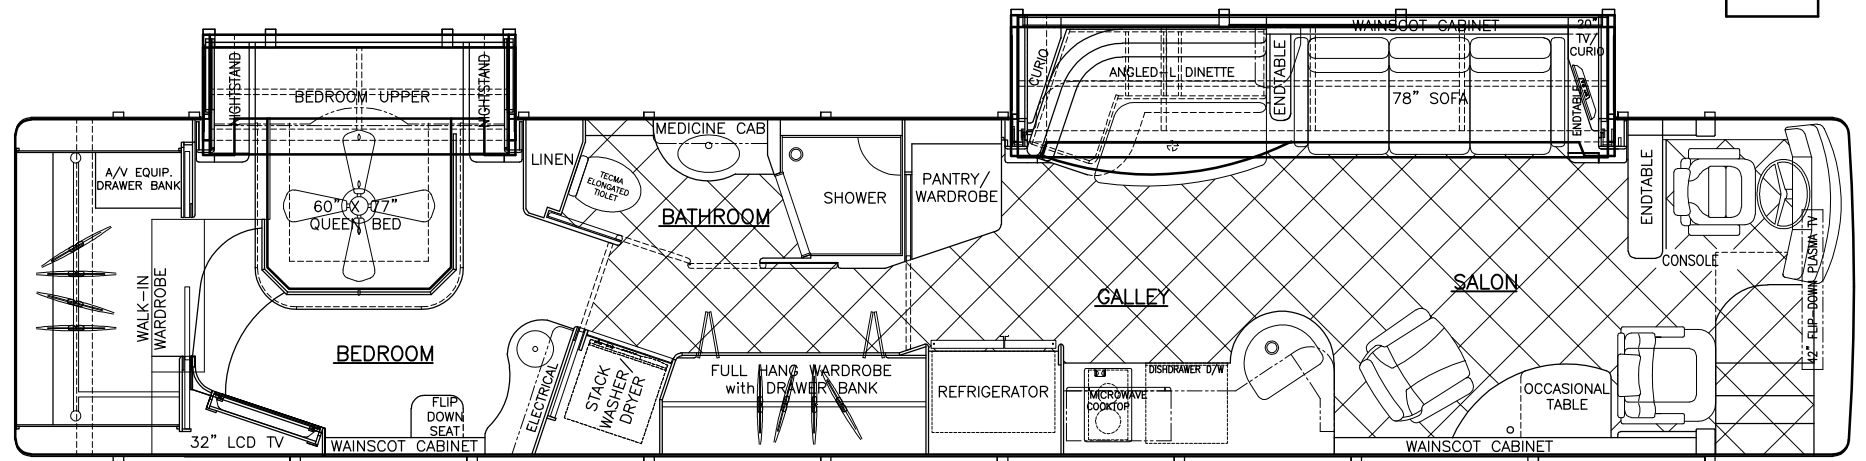 WAINSCOT CABINET
20"
TV/
CURIO
CURIO
ANGLED-L DINETTE
ENDTABLE
78" SOFA
ENDTABLE
NIGHTSTAND
BEDROOM UPPER
NIGHTSTAND
MEDICINE CAB
LINEN
A/V EQUIP.
DRAWER BANK
TECMA
ELONGATED
TIOLET
60" X 77"
QUEEN BED
BATHROOM
SHOWER
PANTRY/
WARDROBE
ENDTABLE
CONSOLE
42" FLIP-DOWN PLASMA TV
WALK-IN
WARDROBE
GALLEY
SALON
BEDROOM
ELECTRICAL
STACK
WASHER/
DRYER
FULL HANG WARDROBE
with DRAWER BANK
REFRIGERATOR
DISHDRAWER D/W
MICROWAVE
COOKTOP
OCCASIONAL
TABLE
FLIP
DOWN
SEAT
32" LCD TV
WAINSCOT CABINET
WAINSCOT CABINET